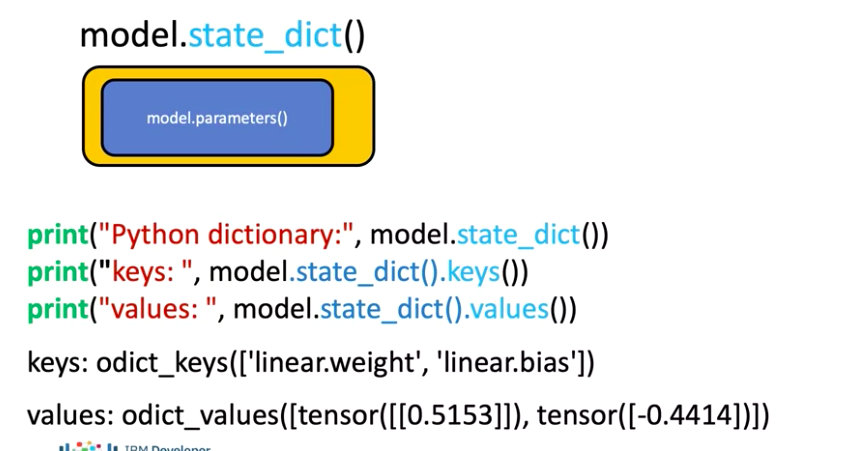 model.state_dict()
model.parameters()
print("Python dictionary:", model.state_dict())
print("keys: ", model.state_dict().keys())
print("values: ", model.state_dict().values())
keys: odict_keys(['linear.weight', 'linear.bias'])
values: odict_values([tensor([[0.5153]]), tensor([-0.4414])])
IBM Developer